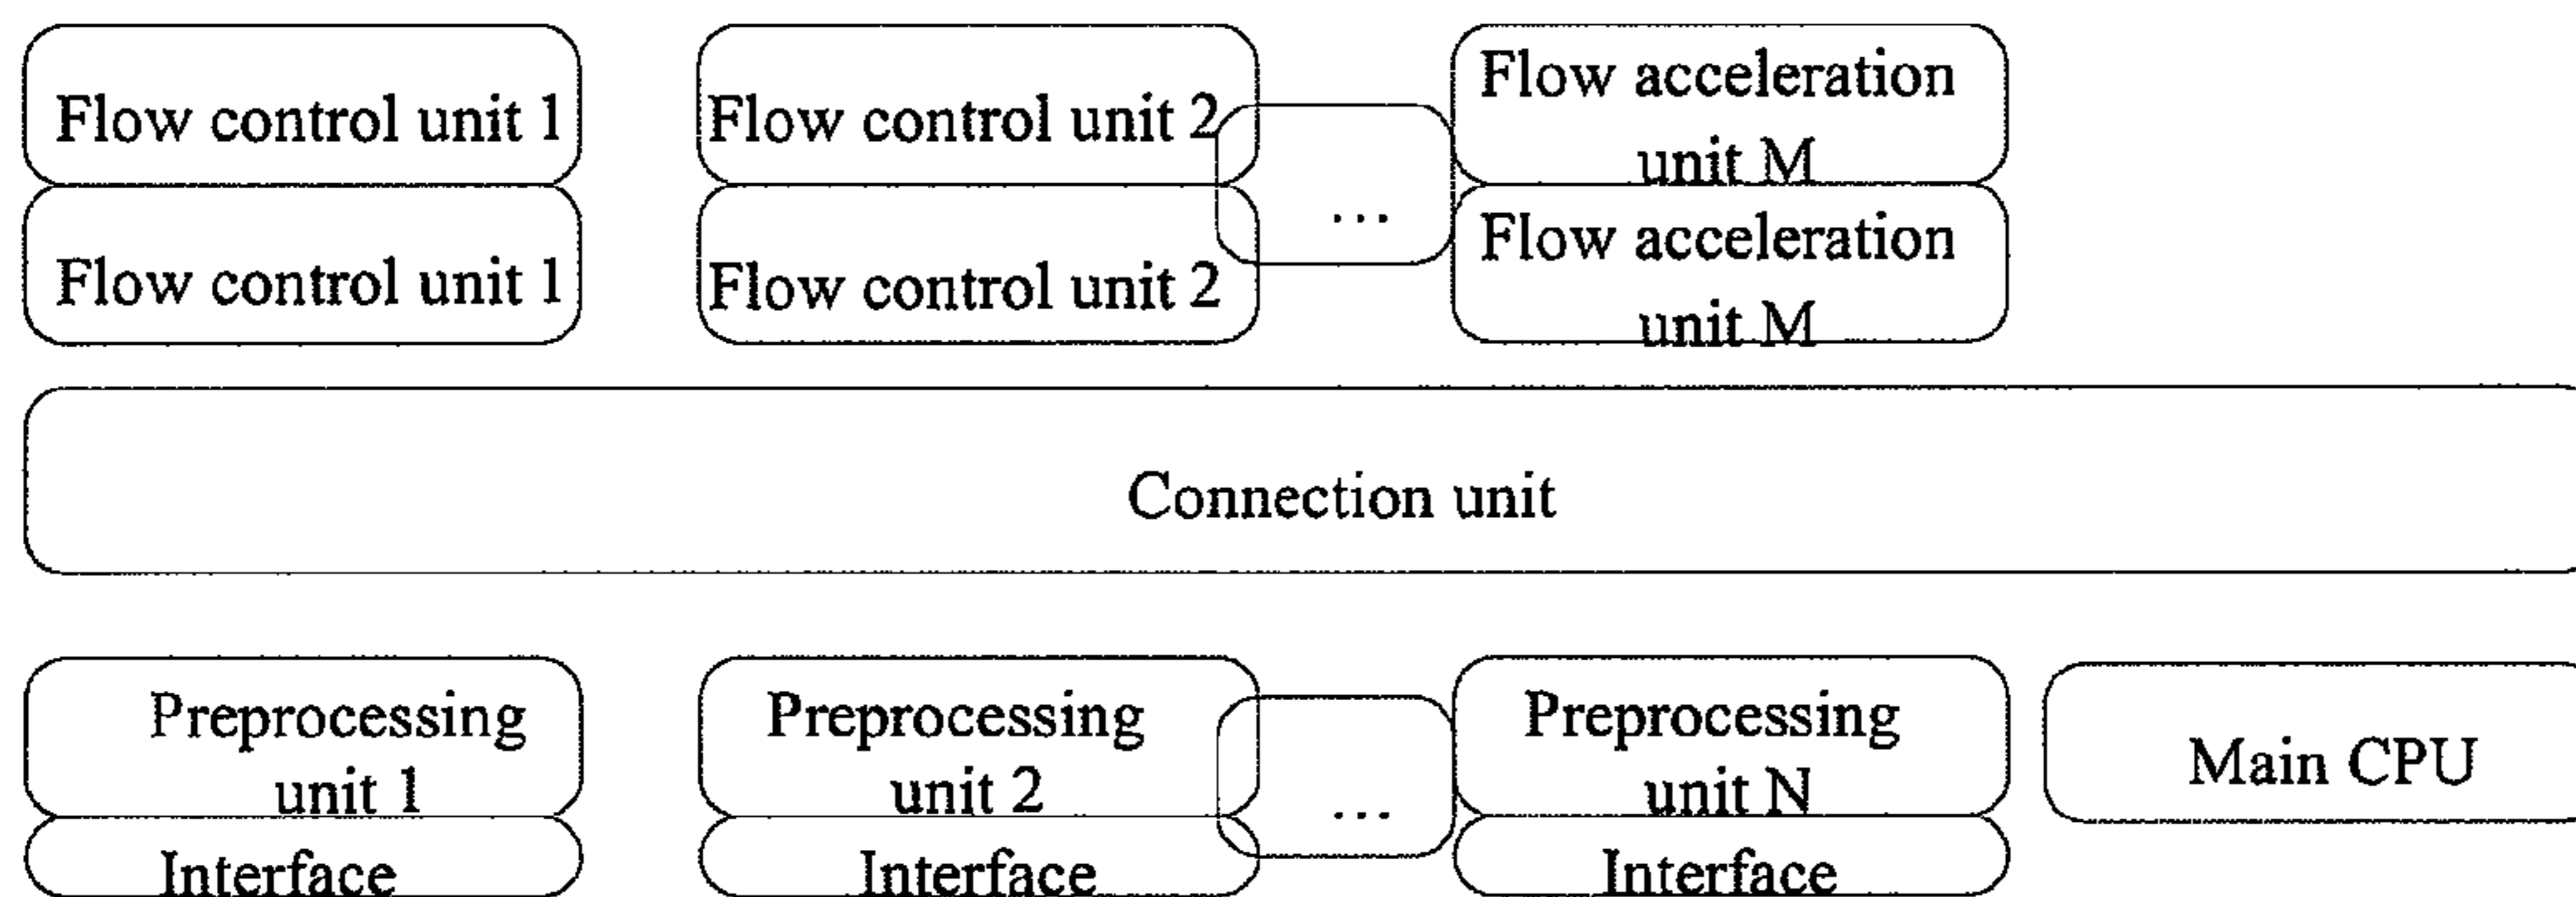 Flow control unit 1
Flow control unit 2
Flow acceleration
unit M
Flow control unit 1
Flow control unit 2
...
Flow acceleration
unit M
Connection unit
Preprocessing
unit 1
Preprocessing
unit 2
...
Preprocessing
unit N
Main CPU
Interface
Interface
Interface